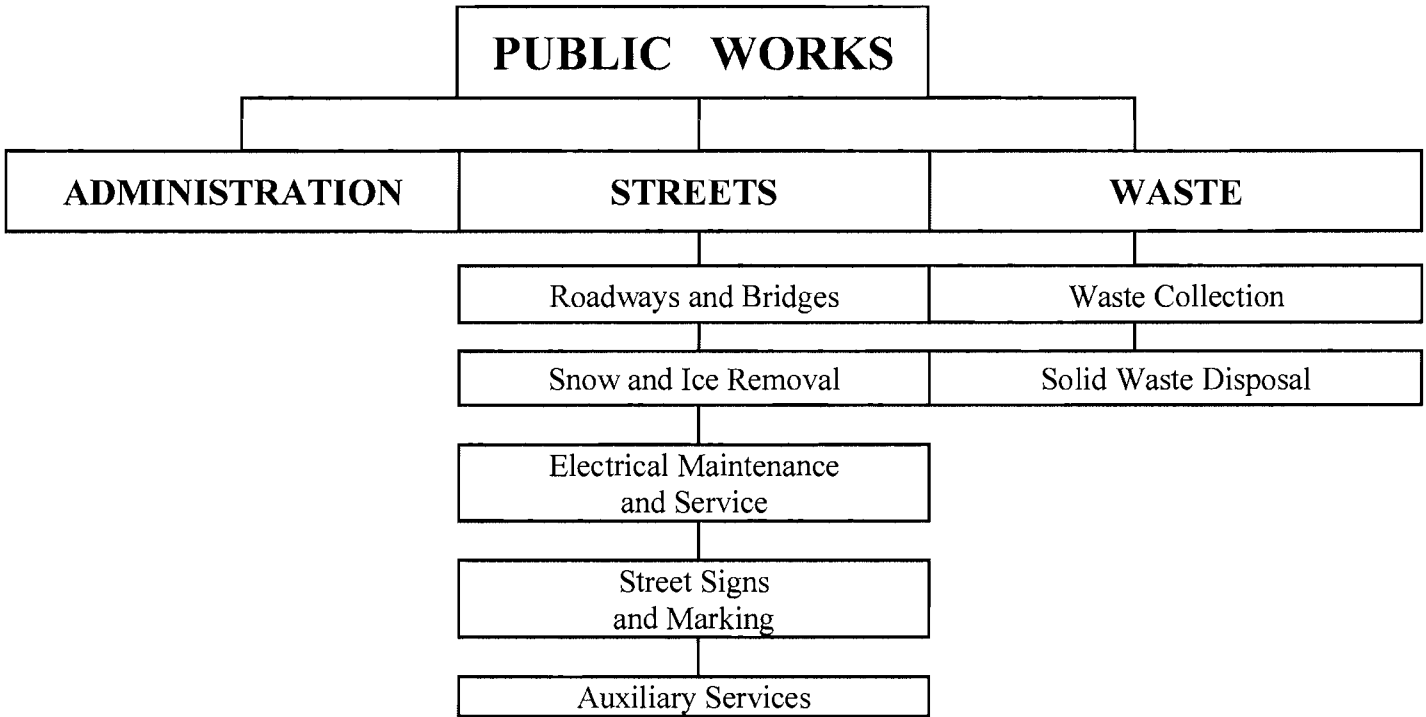 PUBLIC WORKS
ADMINISTRATION
STREETS
WASTE
Roadways and Bridges
Waste Collection
Snow and Ice Removal
Solid Waste Disposal
Electrical Maintenance
and Service
Street Signs
and Marking
Auxiliary Services